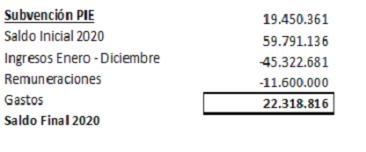 Subvención PIE 19.450.361
Saldo Inicial 2020 59.791.136
Ingresos Enero - Diciembre -45.322.681
Remuneraciones -11.600.000
Gastos 22.318.816
Saldo Final 2020